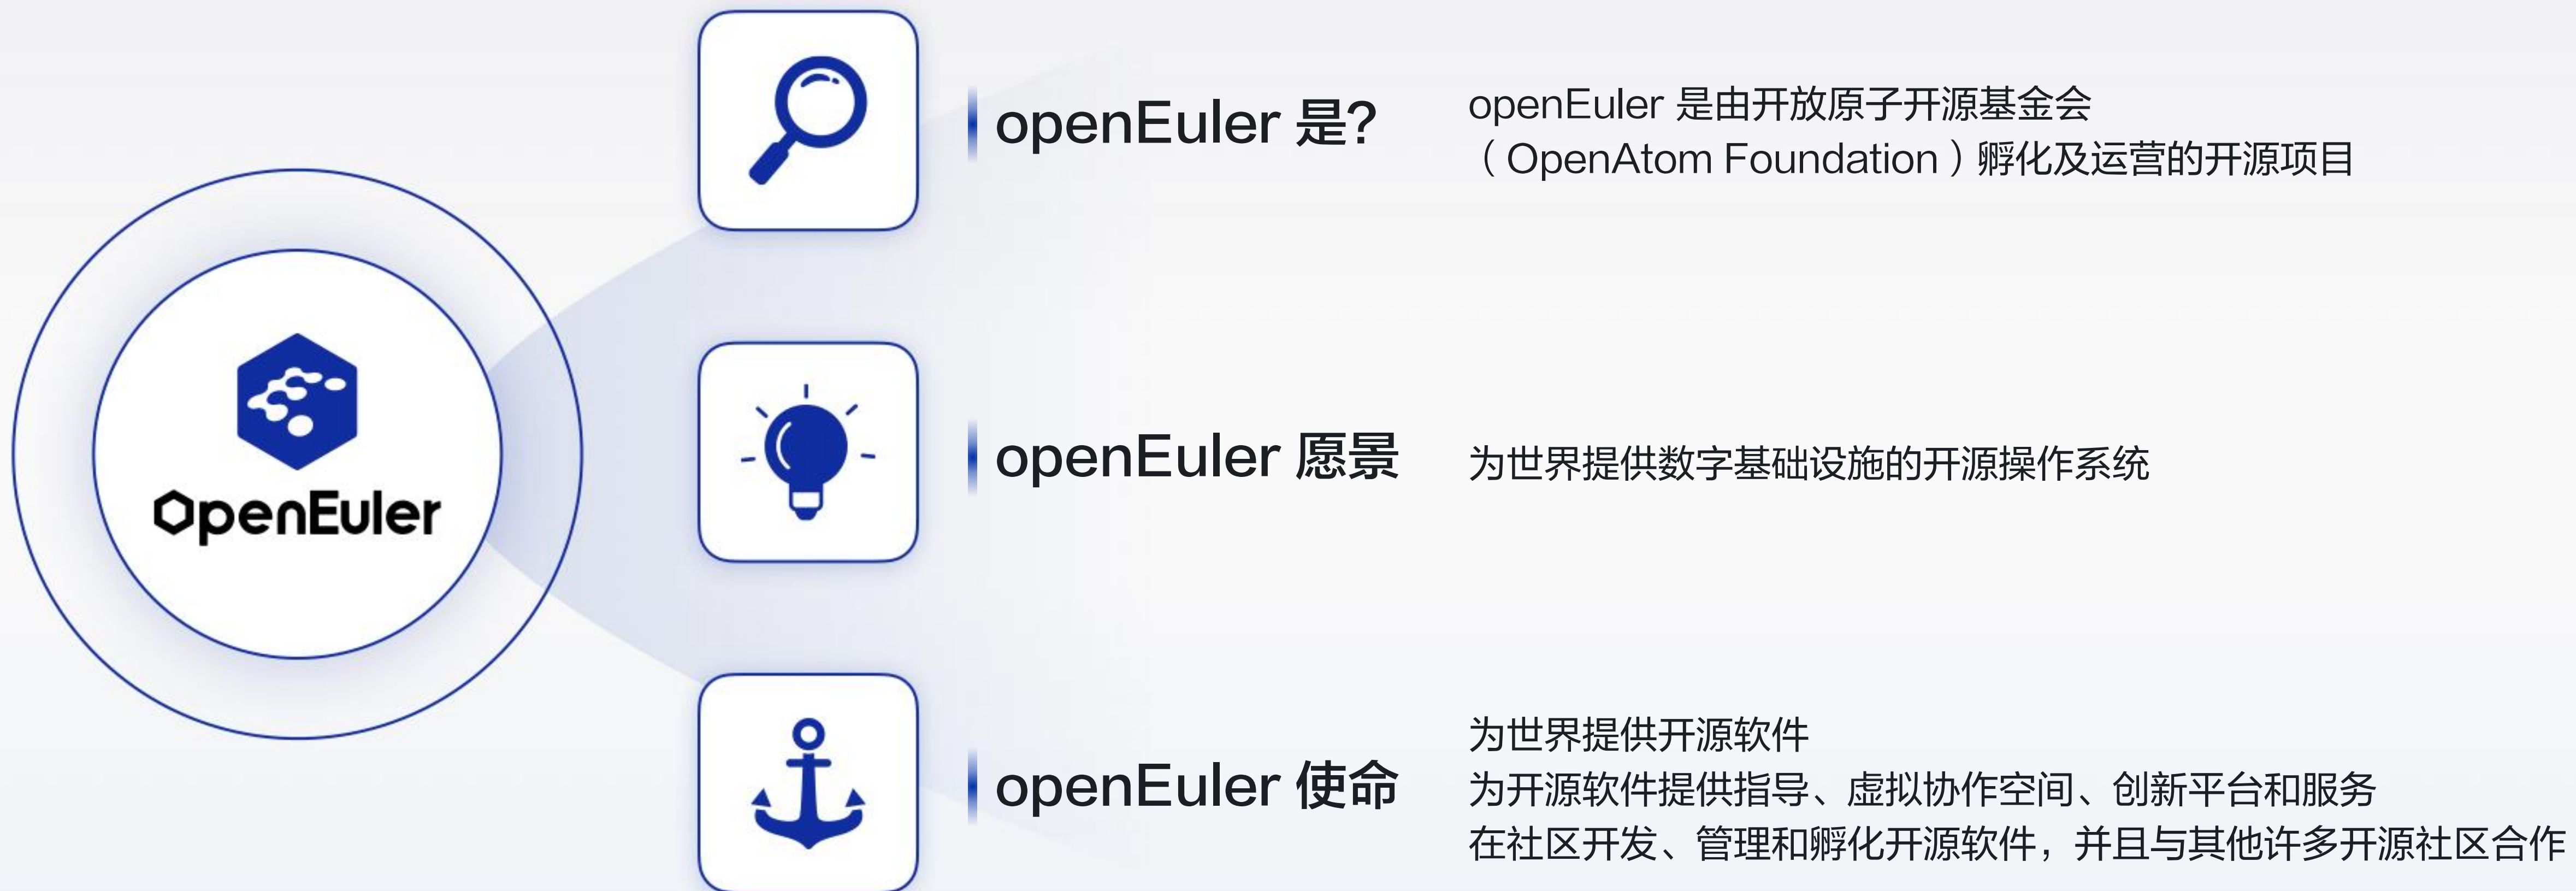 OpenEuler
openEuler 是？
openEuler 是由开放原子开源基金会
（OpenAtom Foundation）孵化及运营的开源项目
openEuler 愿景
为世界提供数字基础设施的开源操作系统
openEuler 使命
为世界提供开源软件
为开源软件提供指导、虚拟协作空间、创新平台和服务
在社区开发、管理和孵化开源软件，并且与其他许多开源社区合作